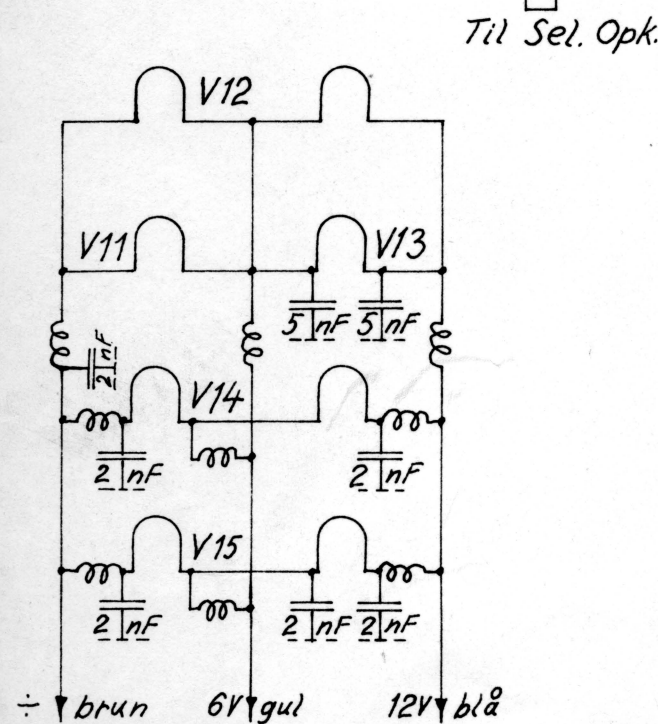 Til Sel. Opk.
V12
V11 V13
5 nF 5 nF
2 nF
V14
2 nF 2 nF
V15
2 nF 2 nF 2 nF
÷ brun 6V gul 12V blå